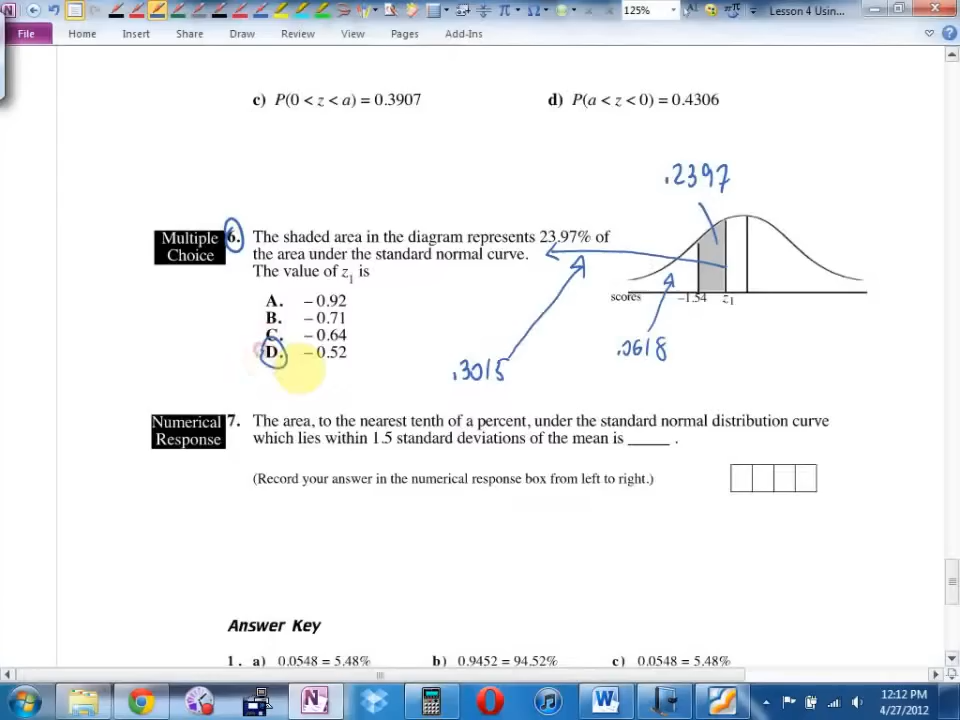 125%
Lesson 4 Usin...
File Home Insert Share Draw Review View Pages Add-Ins
c) P(0 < z < a) = 0.3907 d) P(a < z < 0) = 0.4306
.2397
Multiple Choice
6. The shaded area in the diagram represents 23.97% of
the area under the standard normal curve.
The value of z₁ is
A. – 0.92
B. – 0.71
C. – 0.64
D. – 0.52
scores –1.54 z₁
.0618
.3015
Numerical Response
7. The area, to the nearest tenth of a percent, under the standard normal distribution curve
which lies within 1.5 standard deviations of the mean is _____ .
(Record your answer in the numerical response box from left to right.)
Answer Key
1. a) 0.0548 = 5.48% b) 0.9452 = 94.52% c) 0.0548 = 5.48%
12:12 PM
4/27/2012